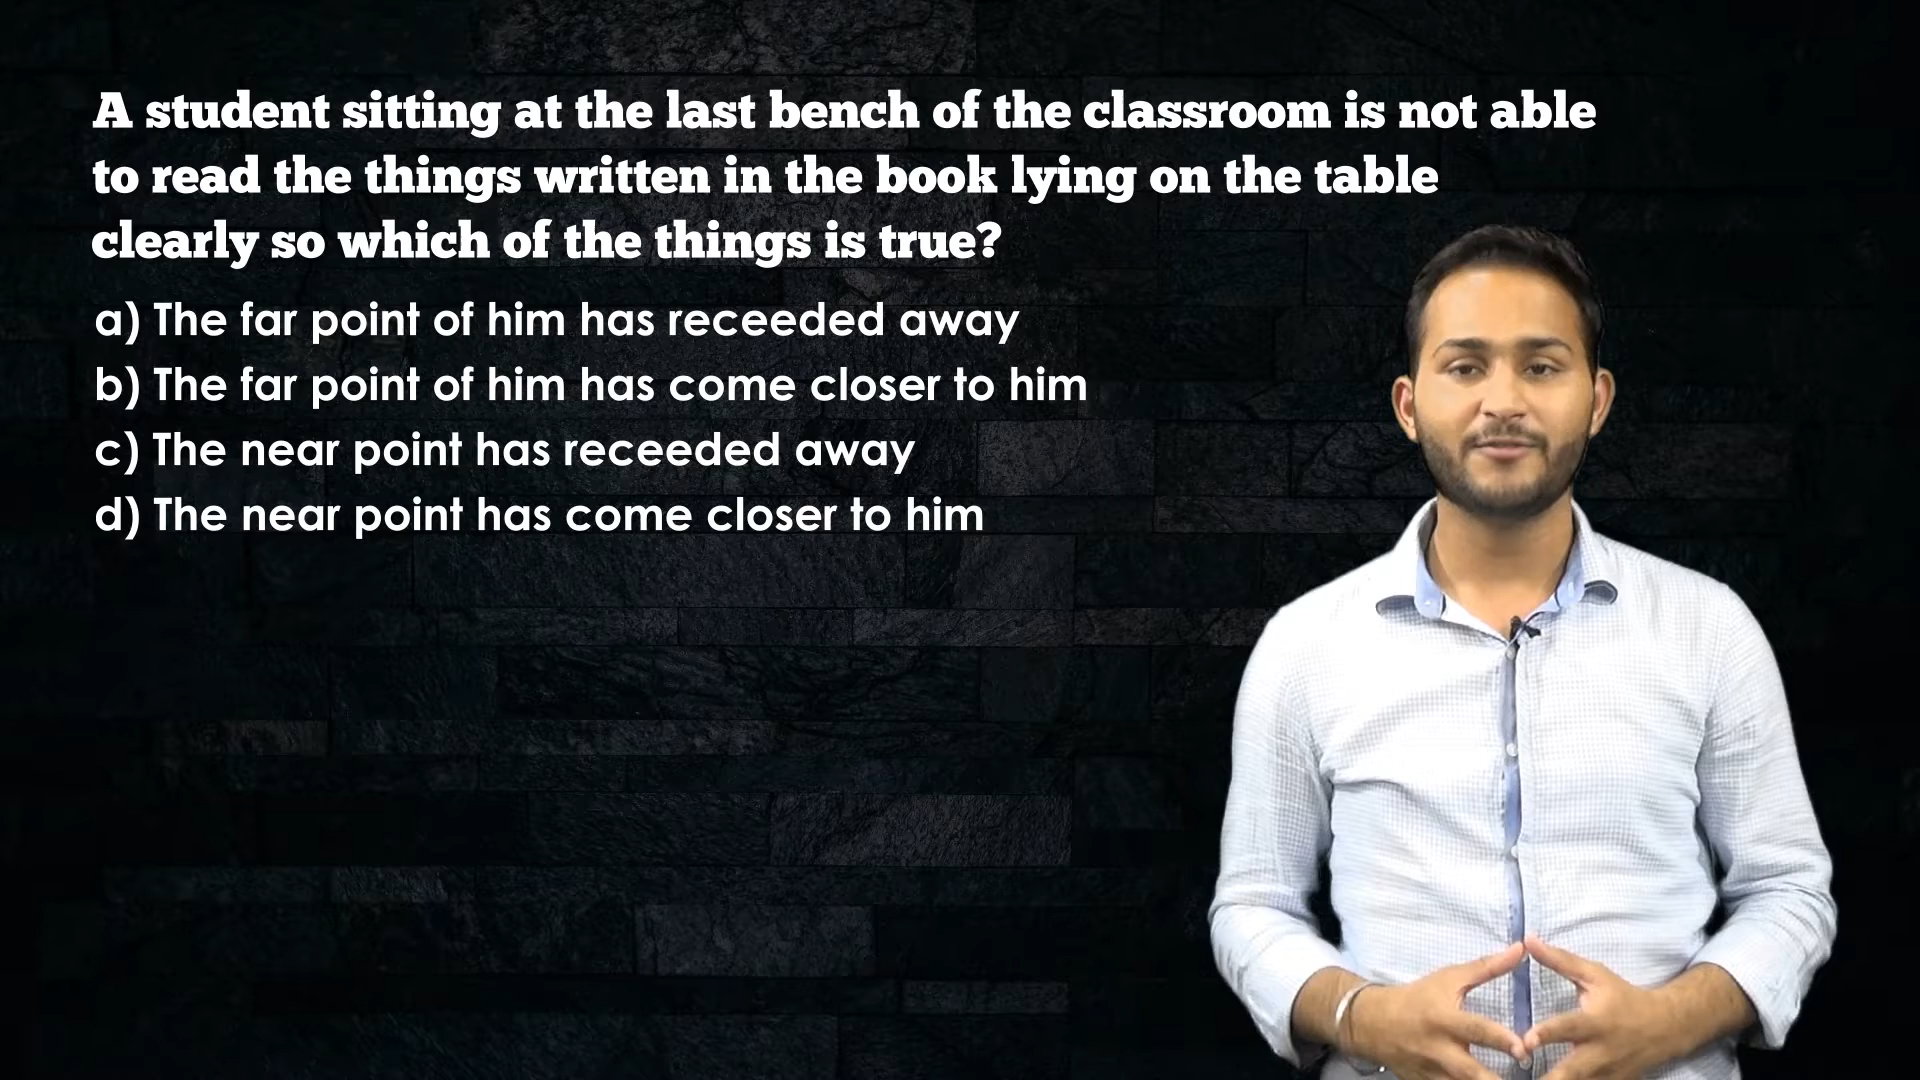 A student sitting at the last bench of the classroom is not able
to read the things written in the book lying on the table
clearly so which of the things is true?
a) The far point of him has receeded away
b) The far point of him has come closer to him
c) The near point has receeded away
d) The near point has come closer to him